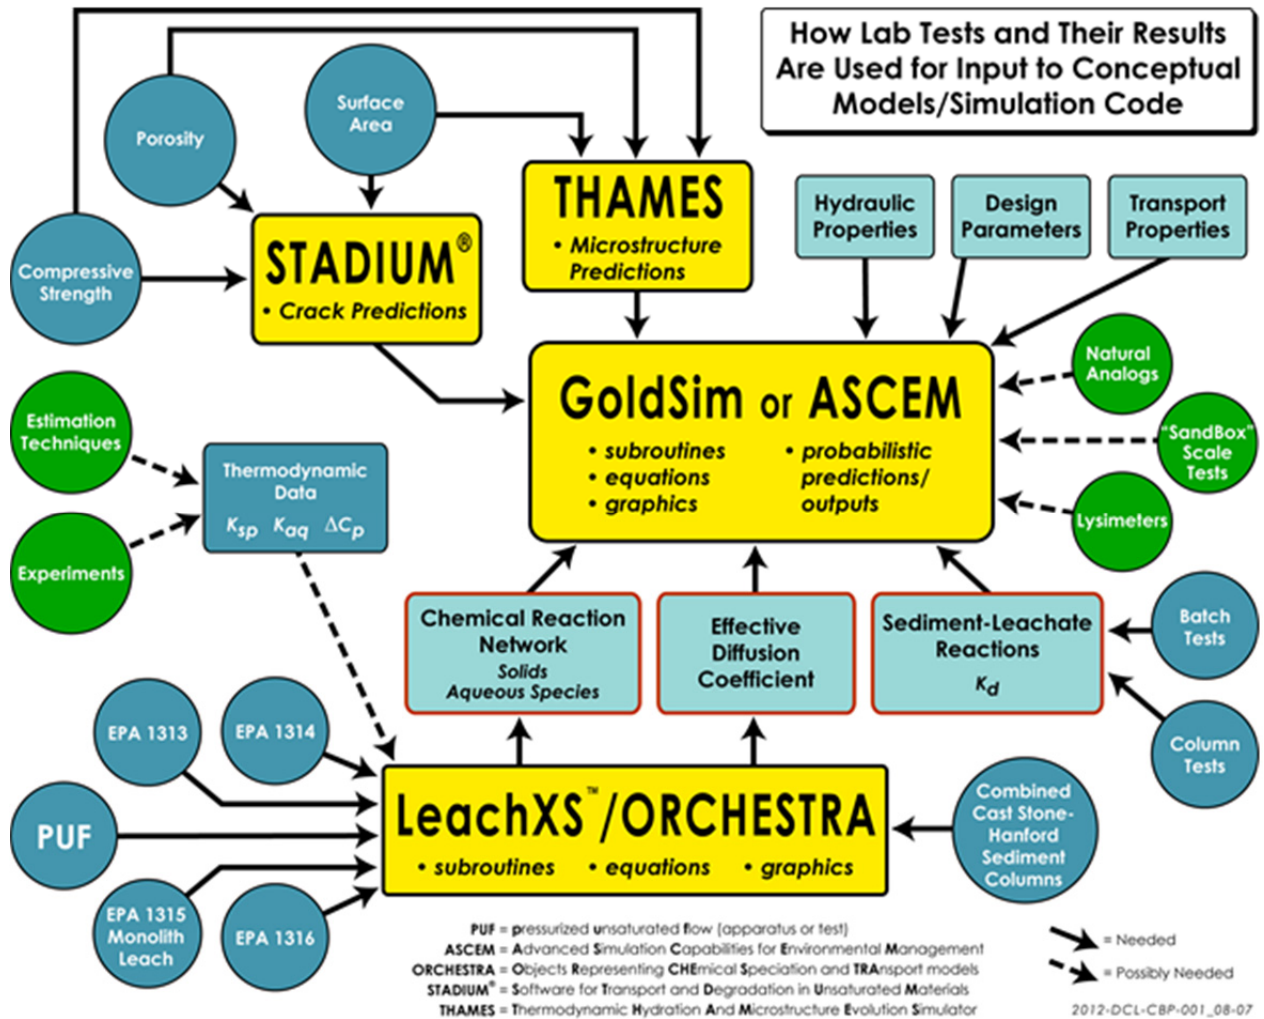 How Lab Tests and Their Results
Are Used for Input to Conceptual
Models/Simulation Code
Porosity
Surface
Area
Compressive
Strength
STADIUM®
• Crack Predictions
THAMES
• Microstructure
Predictions
Hydraulic
Properties
Design
Parameters
Transport
Properties
GoldSim or ASCEM
• subroutines
• equations
• graphics
• probabilistic
predictions/
outputs
Natural
Analogs
"SandBox"
Scale
Tests
Lysimeters
Estimation
Techniques
Experiments
Thermodynamic
Data
Ksp Kaq ΔCp
Chemical Reaction
Network
Solids
Aqueous Species
Effective
Diffusion
Coefficient
Sediment-Leachate
Reactions
Kd
Batch
Tests
Column
Tests
EPA 1313
EPA 1314
PUF
EPA 1315
Monolith
Leach
EPA 1316
LeachXS™/ORCHESTRA
• subroutines • equations • graphics
Combined
Cast Stone-
Hanford
Sediment
Columns
PUF = pressurized unsaturated flow (apparatus or test)
ASCEM = Advanced Simulation Capabilities for Environmental Management
ORCHESTRA = Objects Representing CHEmical Speciation and TRAnsport models
STADIUM® = Software for Transport and Degradation in Unsaturated Materials
THAMES = Thermodynamic Hydration And Microstructure Evolution Simulator
= Needed
= Possibly Needed
2012-DCL-CBP-001_08-07